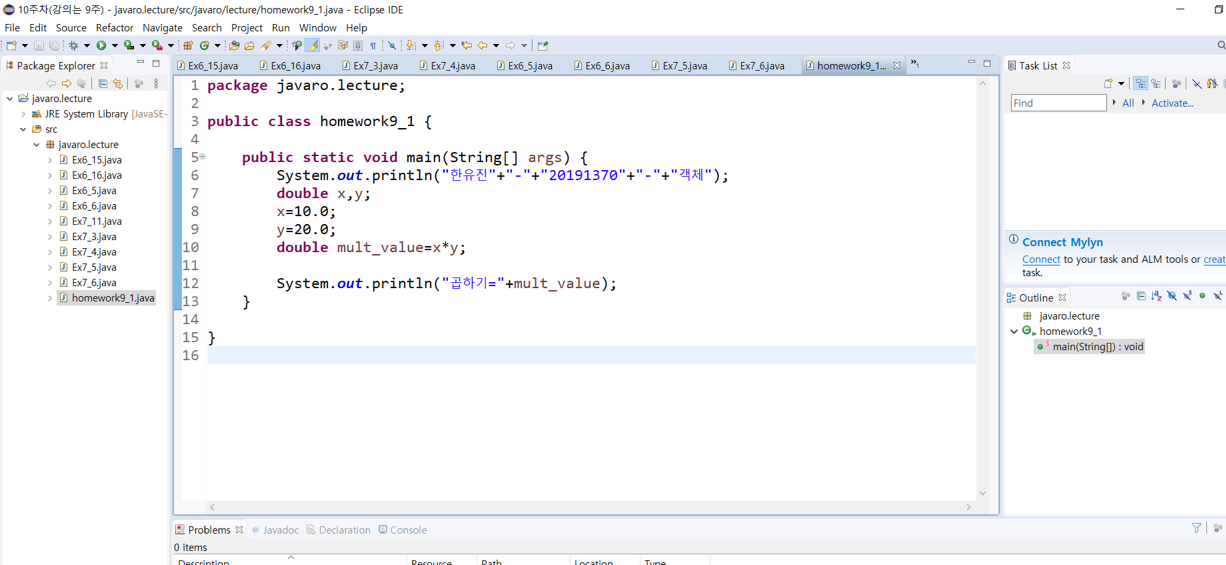 10주차(강의는 9주) - javaro.lecture/src/javaro/lecture/homework9_1.java - Eclipse IDE
File Edit Source Refactor Navigate Search Project Run Window Help
Package Explorer
javaro.lecture
JRE System Library [JavaSE-
src
javaro.lecture
Ex6_15.java
Ex6_16.java
Ex6_5.java
Ex6_6.java
Ex7_11.java
Ex7_3.java
Ex7_4.java
Ex7_5.java
Ex7_6.java
homework9_1.java
Ex6_15.java Ex6_16.java Ex7_3.java Ex7_4.java Ex6_5.java Ex6_6.java Ex7_5.java Ex7_6.java homework9_1... »1
1 package javaro.lecture;
2
3 public class homework9_1 {
4
5 public static void main(String[] args) {
6 System.out.println("한유진"+"-"+"20191370"+"-"+"객체");
7 double x,y;
8 x=10.0;
9 y=20.0;
10 double mult_value=x*y;
11
12 System.out.println("곱하기="+mult_value);
13 }
14
15 }
16
Task List
Find All Activate...
Connect Mylyn
Connect to your task and ALM tools or creat
task.
Outline
javaro.lecture
homework9_1
main(String[]) : void
Problems Javadoc Declaration Console
0 items
Description Resource Path Location Type